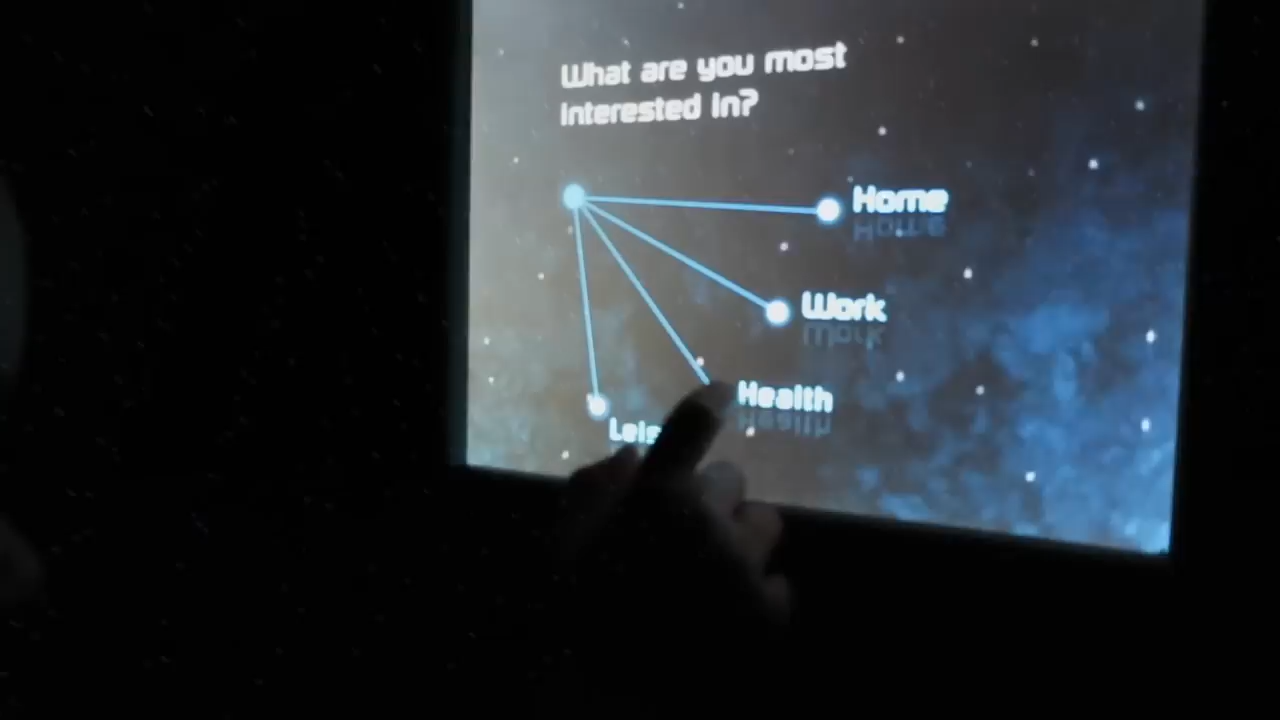 What are you most
interested in?
Home
Work
Health